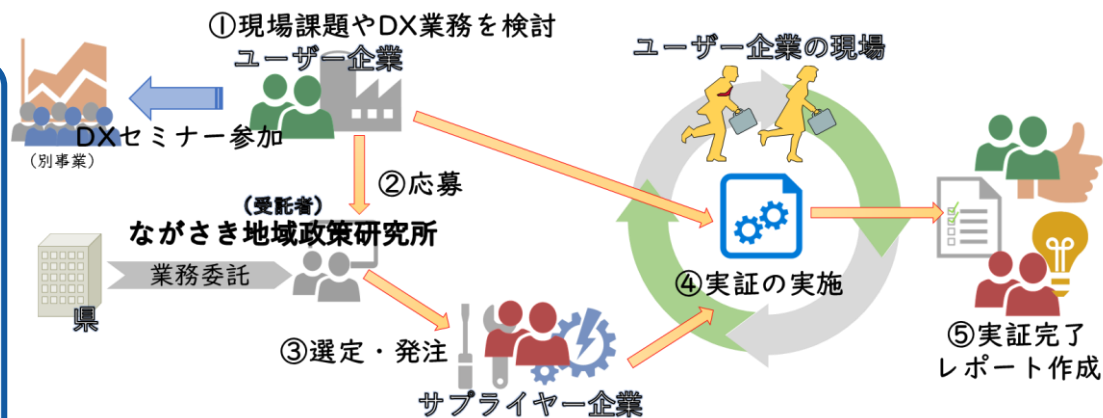 ①現場課題やDX業務を検討
ユーザー企業
ユーザー企業の現場
DXセミナー参加
(別事業)
②応募
(受託者)
ながさき地域政策研究所
業務委託
県
③選定・発注
サプライヤー企業
④実証の実施
⑤実証完了
レポート作成